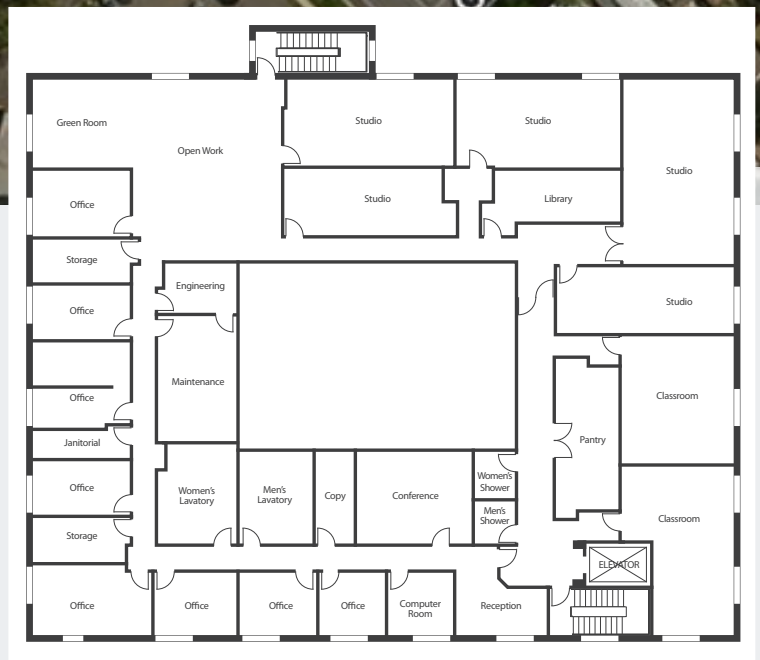 Green Room
Open Work
Studio
Studio
Studio
Office
Studio
Library
Storage
Engineering
Studio
Office
Maintenance
Office
Classroom
Janitorial
Pantry
Office
Women's
Lavatory
Men's
Lavatory
Copy
Conference
Women's
Shower
Men's
Shower
Classroom
Storage
ELEVATOR
Office
Office
Office
Office
Computer
Room
Reception